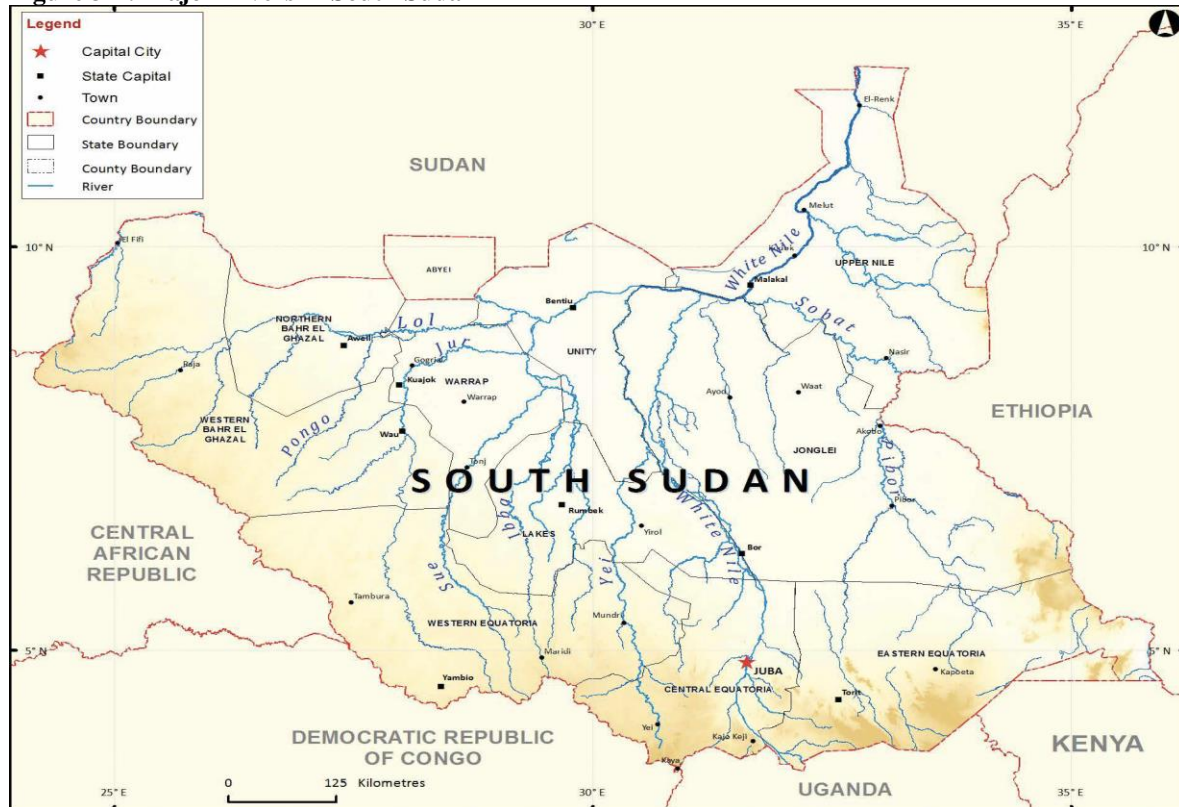 Legend
Capital City
State Capital
Town
Country Boundary
State Boundary
County Boundary
River
30° E
35° E
El-Renk
SUDAN
Melut
10° N
El Fifi
10° N
White Nile
UPPER NILE
ABYEI
Malakal
Bentiu
Sobat
NORTHERN
BAHR EL
GHAZAL
Lol
Aweil
Jur
UNITY
Nasir
Raja
Gogrial
Kuajok
WARRAP
Warrap
Ayod
Waat
ETHIOPIA
WESTERN
BAHR EL
GHAZAL
Pongo
Wau
Akobo
JONGLEI
Pibor
Tonj
SOUTH SUDAN
Ibba
Rumbek
White Nile
Pibor
CENTRAL
AFRICAN
REPUBLIC
LAKES
Yirol
Bor
Sue
Yei
Tambura
WESTERN EQUATORIA
Mundri
5° N
5° N
Maridi
JUBA
EASTERN EQUATORIA
Kapoeta
Yambio
CENTRAL EQUATORIA
Torit
Yei
Kajo Keji
DEMOCRATIC REPUBLIC
OF CONGO
Kaya
KENYA
UGANDA
0 125 Kilometres
25° E
30° E
35° E